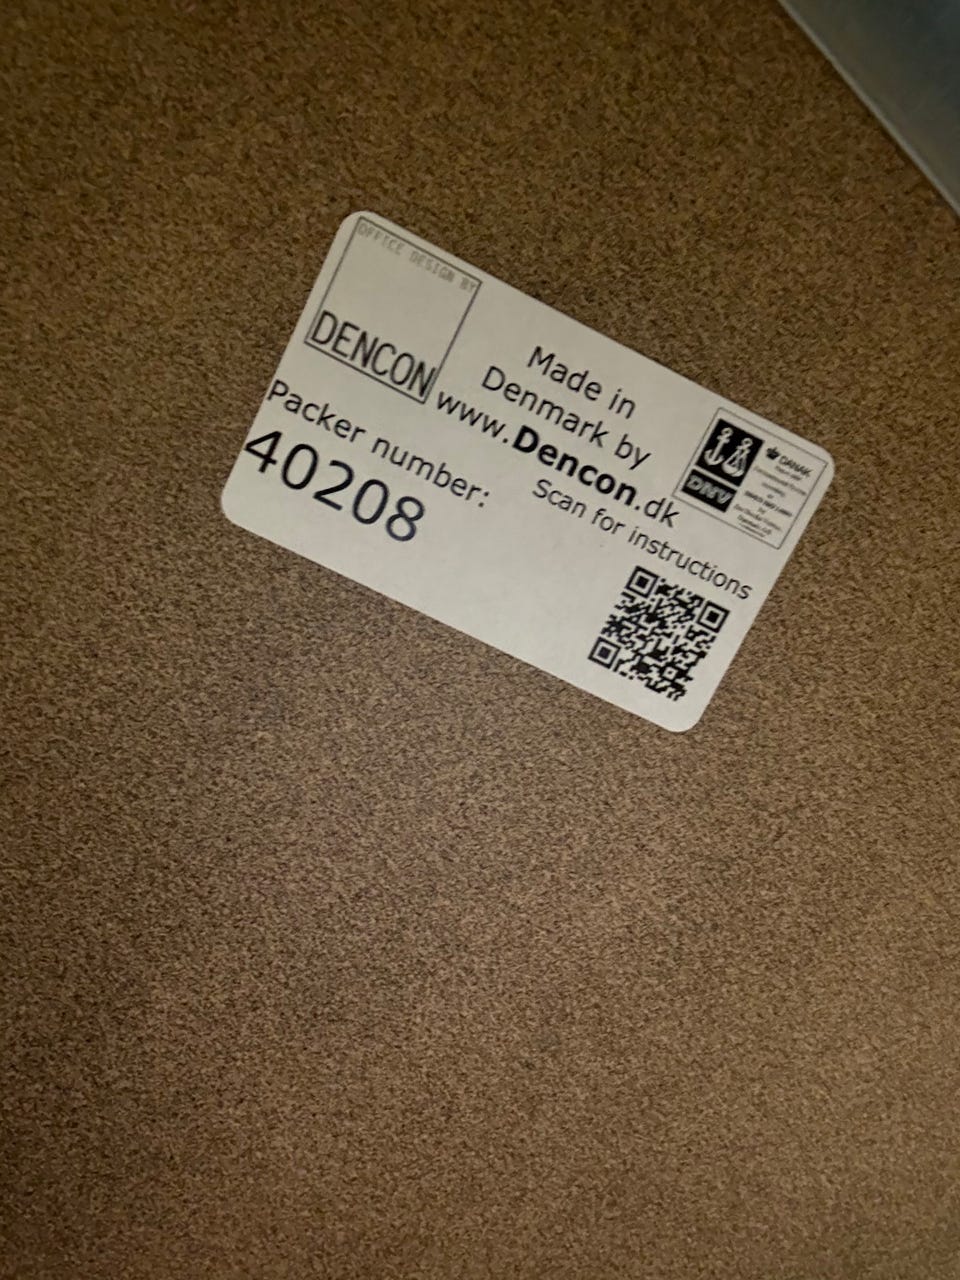 OFFICE DESIGN BY
DENCON
Packer number:
40208
Made in
Denmark by
www.Dencon.dk
Scan for instructions
DNV
DANAK
by